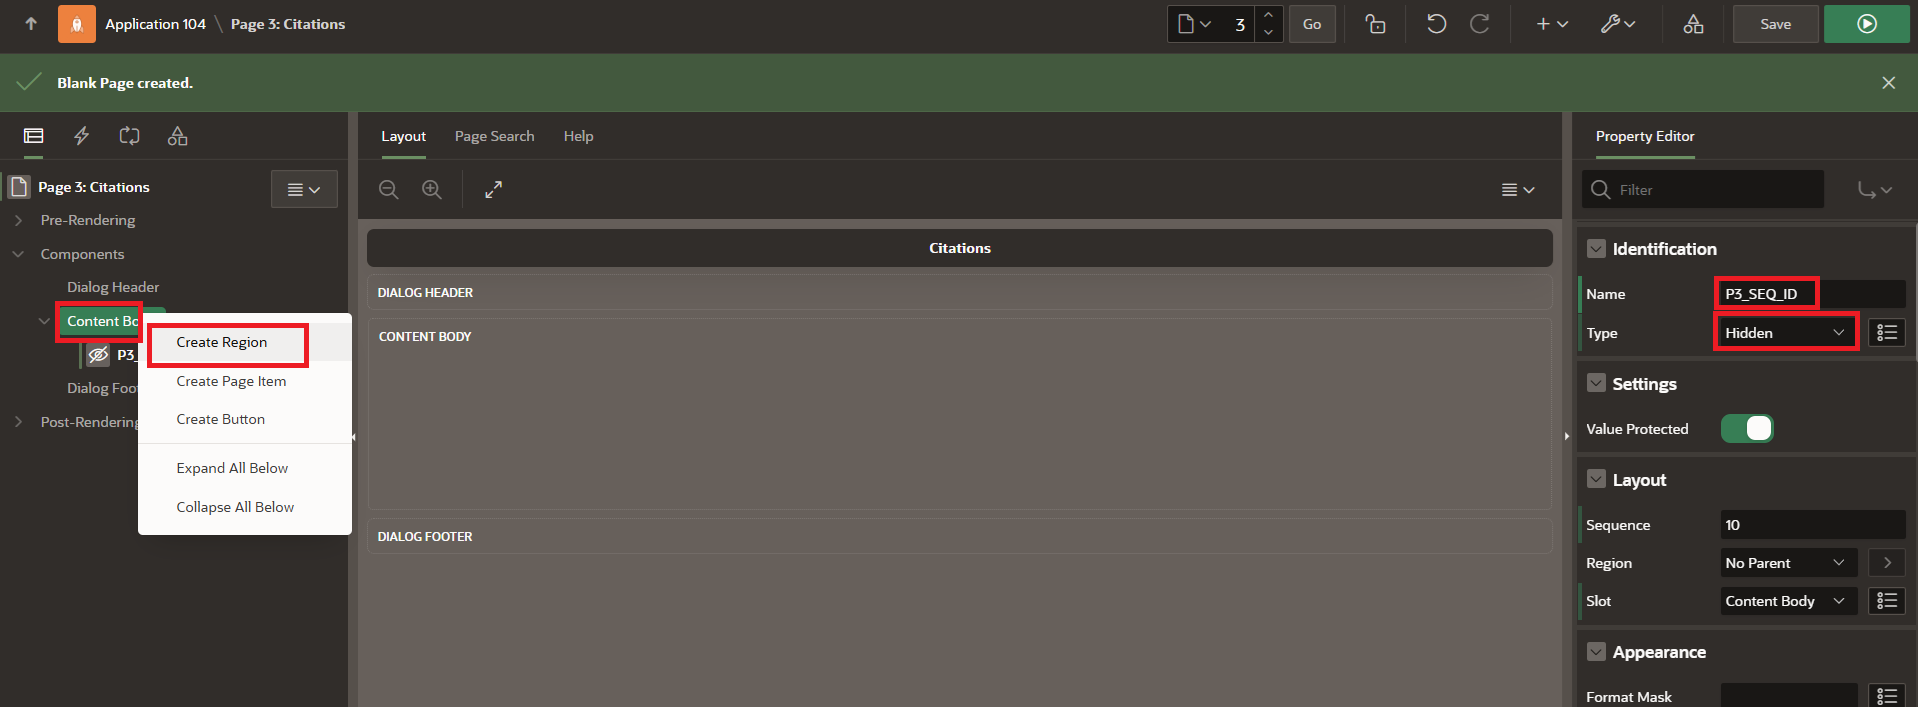 Application 104 \ Page 3: Citations
3
Go
Save
Blank Page created.
Layout
Page Search
Help
Property Editor
Page 3: Citations
Pre-Rendering
Components
Dialog Header
Content Bo
P3_
Dialog Foo
Post-Rendering
Create Region
Create Page Item
Create Button
Expand All Below
Collapse All Below
Citations
DIALOG HEADER
CONTENT BODY
DIALOG FOOTER
Filter
Identification
Name P3_SEQ_ID
Type Hidden
Settings
Value Protected
Layout
Sequence 10
Region No Parent
Slot Content Body
Appearance
Format Mask